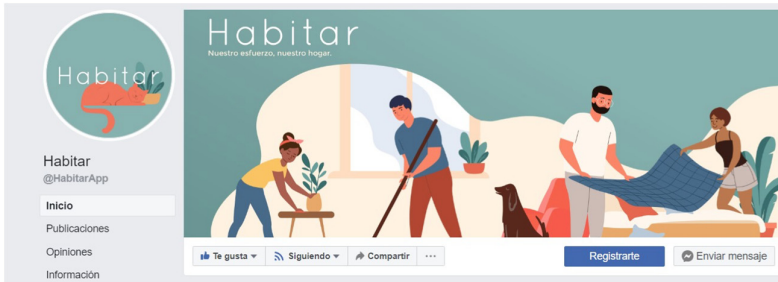 Habitar
Nuestro esfuerzo, nuestro hogar.
Habitar
Habitar
@HabitarApp
Inicio
Publicaciones
Opiniones
Información
Te gusta
Siguiendo
Compartir
...
Registrarte
Enviar mensaje